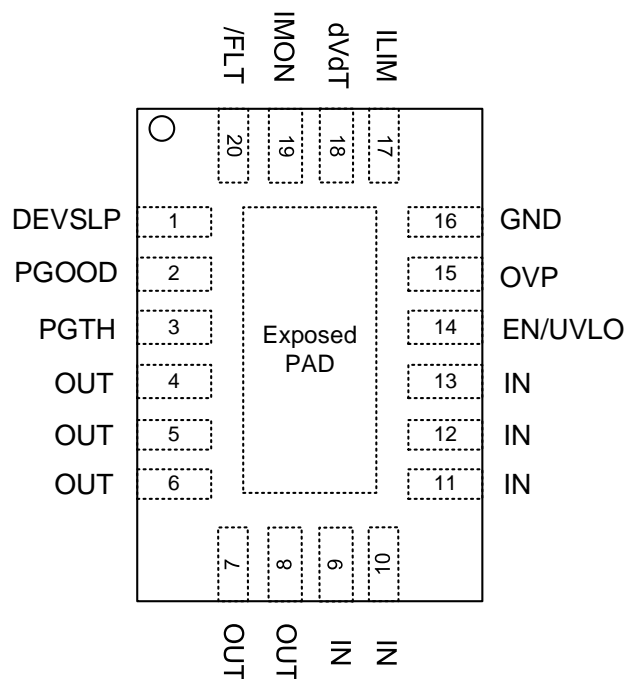 /FLT IMON dVdT ILIM
20 19 18 17
DEVSLP 1 16 GND
PGOOD 2 15 OVP
PGTH 3 14 EN/UVLO
Exposed
PAD
OUT 4 13 IN
OUT 5 12 IN
OUT 6 11 IN
7 8 9 10
OUT OUT IN IN